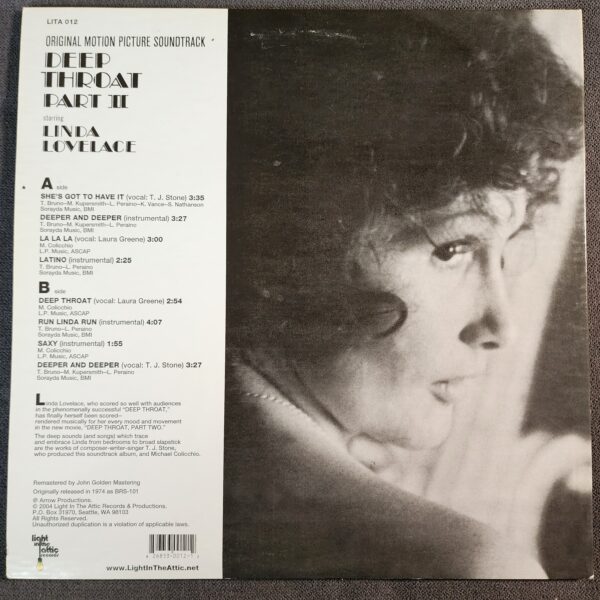 LITA 012
ORIGINAL MOTION PICTURE SOUNDTRACK
DEEP
THROAT
PART II
starring
LINDA
LOVELACE
A side
SHE'S GOT TO HAVE IT (vocal: T. J. Stone) 3:35
T. Bruno–M. Kupersmith–L. Peraino–K. Vance–S. Nathanson
Sorayda Music, BMI
DEEPER AND DEEPER (instrumental) 3:27
T. Bruno–M. Kupersmith–L. Peraino
Sorayda Music, BMI
LA LA LA (vocal: Laura Greene) 3:00
M. Colicchio
L.P. Music, ASCAP
LATINO (instrumental) 2:25
T. Bruno–L. Peraino
Sorayda Music, BMI
B side
DEEP THROAT (vocal: Laura Greene) 2:54
M. Colicchio
L.P. Music, ASCAP
RUN LINDA RUN (instrumental) 4:07
T. Bruno–L. Peraino
Sorayda Music, BMI
SAXY (instrumental) 1:55
M. Colicchio
L.P. Music, ASCAP
DEEPER AND DEEPER (vocal: T. J. Stone) 3:27
T. Bruno–M. Kupersmith–L. Peraino
Sorayda Music, BMI
Linda Lovelace, who scored so well with audiences
in the phenomenally successful "DEEP THROAT,"
has finally herself been scored–
rendered musically for her every mood and movement
in the new movie, "DEEP THROAT, PART TWO."
The deep sounds (and songs) which trace
and embrace Linda from bedrooms to broad slapstick
are the works of composer-writer-singer T. J. Stone,
who produced this soundtrack album, and Michael Colicchio.
Remastered by John Golden Mastering
Originally released in 1974 as BRS-101
℗ Arrow Productions.
© 2004 Light In The Attic Records & Productions.
P.O. Box 31970, Seattle, WA 98103
All Rights Reserved.
Unauthorized duplication is a violation of applicable laws.
light
in the
attic
records
www.LightInTheAttic.net